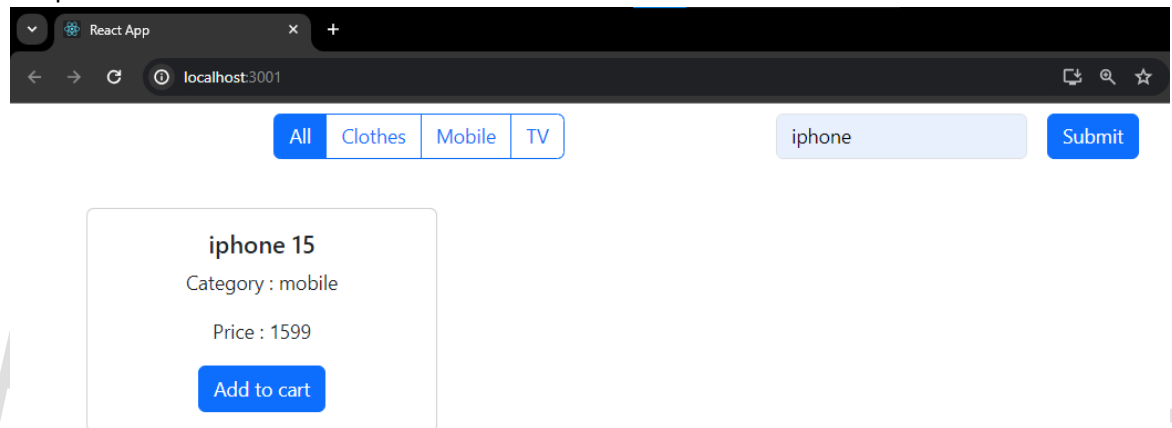 React App
localhost:3001
All Clothes Mobile TV iphone Submit
iphone 15
Category : mobile
Price : 1599
Add to cart